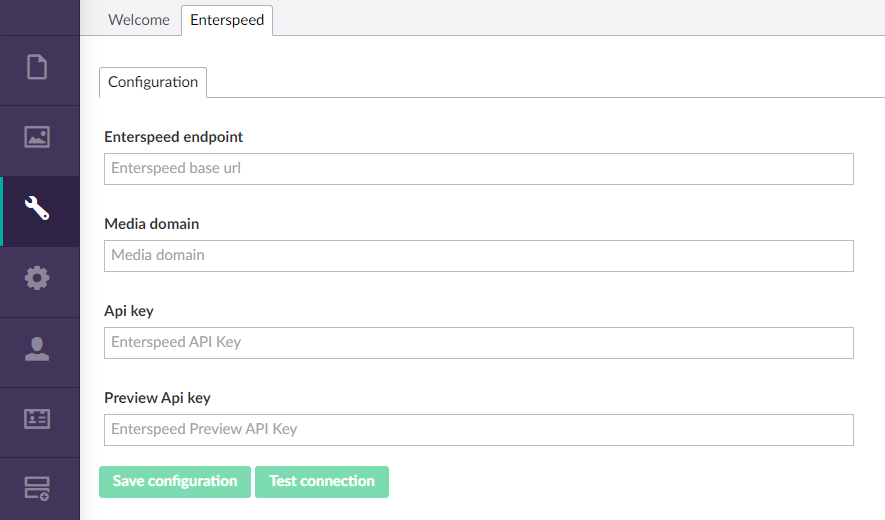 Welcome Enterspeed
Configuration
Enterspeed endpoint
Enterspeed base url
Media domain
Media domain
Api key
Enterspeed API Key
Preview Api key
Enterspeed Preview API Key
Save configuration Test connection